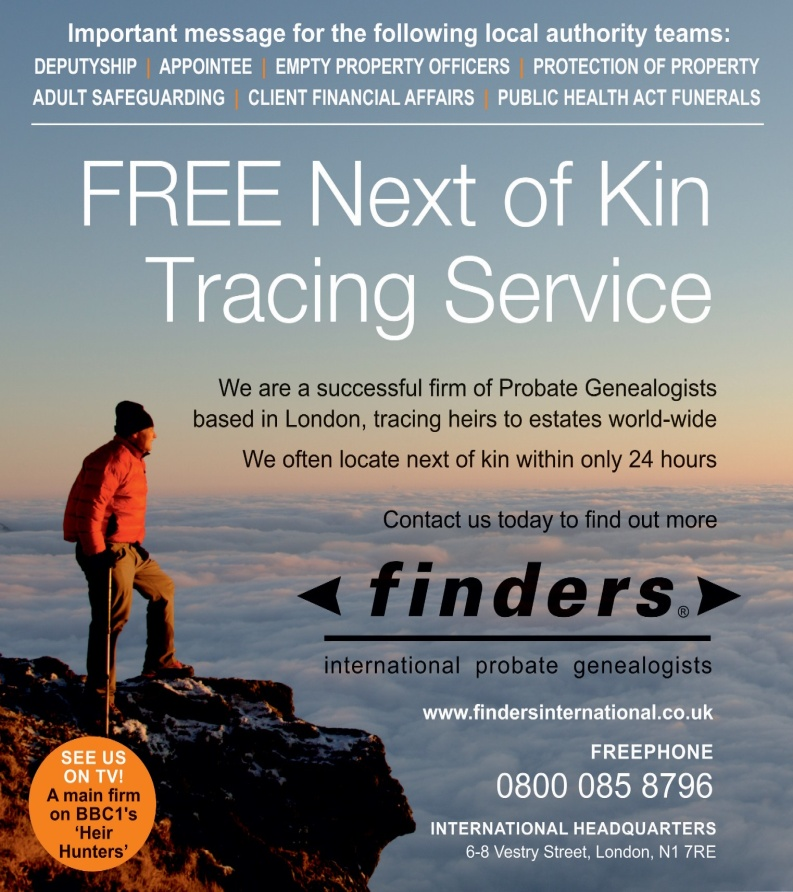 Important message for the following local authority teams:
DEPUTYSHIP | APPOINTEE | EMPTY PROPERTY OFFICERS | PROTECTION OF PROPERTY
ADULT SAFEGUARDING | CLIENT FINANCIAL AFFAIRS | PUBLIC HEALTH ACT FUNERALS
FREE Next of Kin
Tracing Service
We are a successful firm of Probate Genealogists
based in London, tracing heirs to estates world-wide
We often locate next of kin within only 24 hours
Contact us today to find out more
finders®
international probate genealogists
www.findersinternational.co.uk
FREEPHONE
0800 085 8796
INTERNATIONAL HEADQUARTERS
6-8 Vestry Street, London, N1 7RE
SEE US
ON TV!
A main firm
on BBC1's
‘Heir
Hunters’